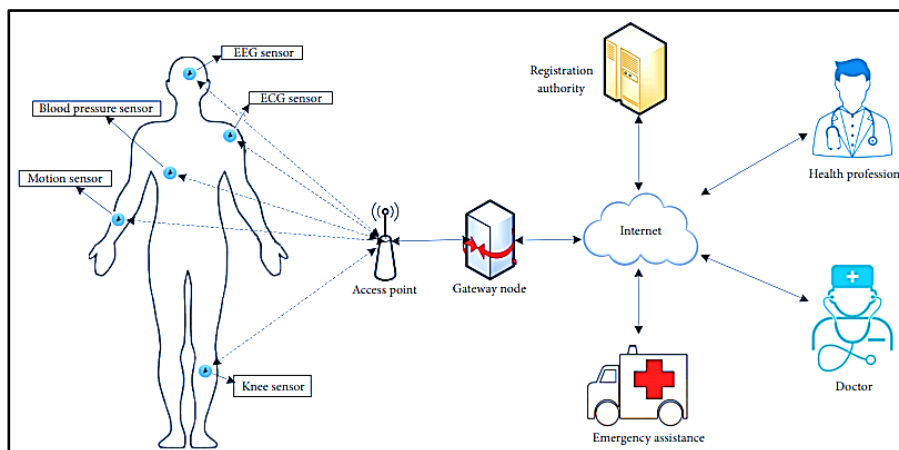 EEG sensor
ECG sensor
Blood pressure sensor
Motion sensor
Knee sensor
Access point
Gateway node
Internet
Registration
authority
Health profession
Doctor
Emergency assistance